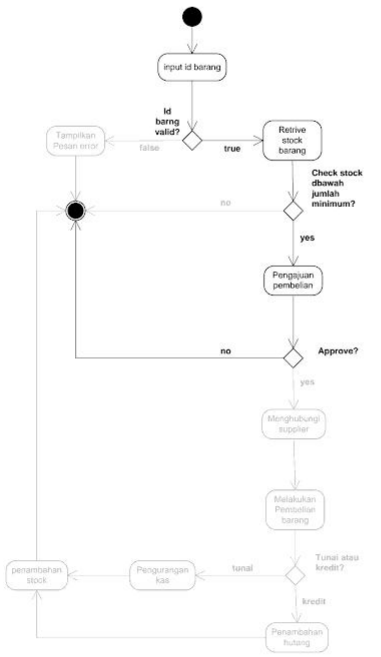 input id barang
Id
barng
valid?
Tampilkan
Pesan error
false
true
Retrive
stock
barang
Check stock
dbawah
jumlah
minimum?
no
yes
Pengajuan
pembelian
no
Approve?
yes
Menghubungi
supplier
Melakukan
Pembelian
barang
Tunai atau
kredit?
tunai
Pengurangan
kas
penambahan
stock
kredit
Penambahan
hutang